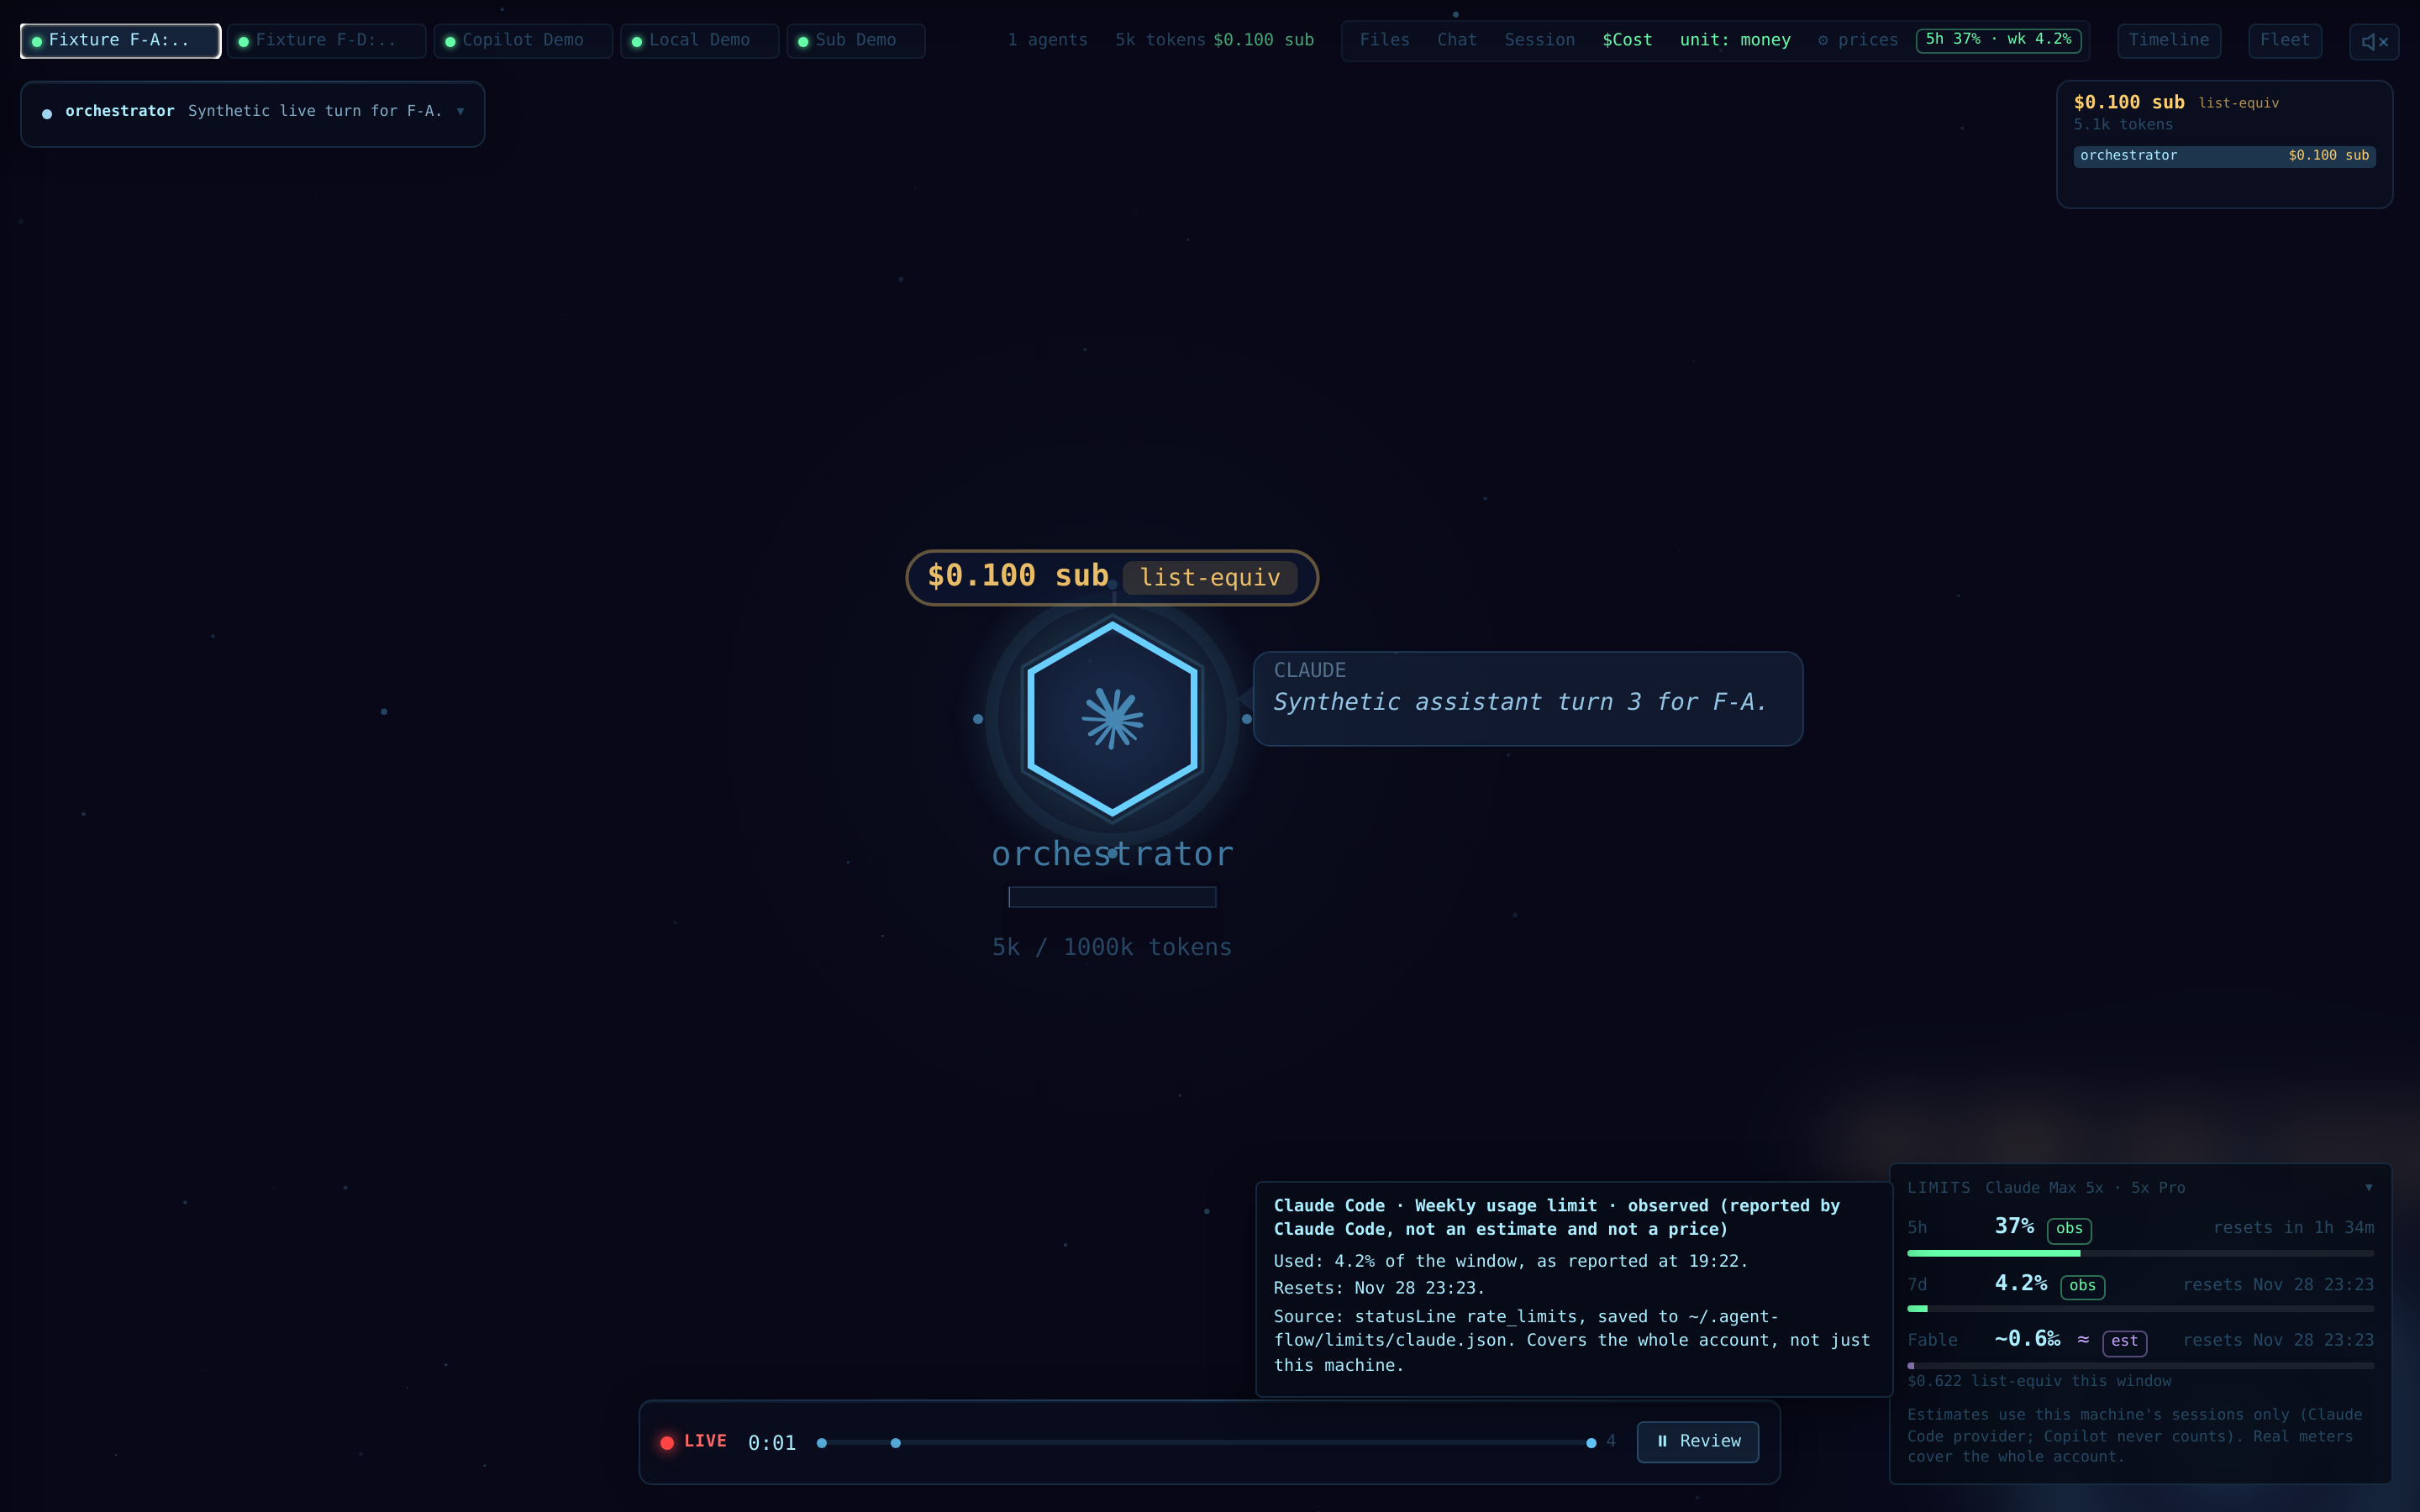 Fixture F-A:..
Fixture F-D:..
Copilot Demo
Local Demo
Sub Demo
1 agents
5k tokens $0.100 sub
Files
Chat
Session
$Cost
unit: money
⊙ prices
5h 37% · wk 4.2%
Timeline
Fleet
orchestrator Synthetic live turn for F-A. ▼
$0.100 sub list-equiv
5.1k tokens
orchestrator $0.100 sub
$0.100 sub list-equiv
CLAUDE
Synthetic assistant turn 3 for F-A.
orchestrator
5k / 1000k tokens
Claude Code · Weekly usage limit · observed (reported by
Claude Code, not an estimate and not a price)
Used: 4.2% of the window, as reported at 19:22.
Resets: Nov 28 23:23.
Source: statusLine rate_limits, saved to ~/.agent-
flow/limits/claude.json. Covers the whole account, not just
this machine.
LIMITS Claude Max 5x · 5x Pro ▼
5h 37% obs resets in 1h 34m
7d 4.2% obs resets Nov 28 23:23
Fable ~0.6‰ ≈ est resets Nov 28 23:23
$0.622 list-equiv this window
Estimates use this machine's sessions only (Claude
Code provider; Copilot never counts). Real meters
cover the whole account.
LIVE 0:01 4 ⏸ Review